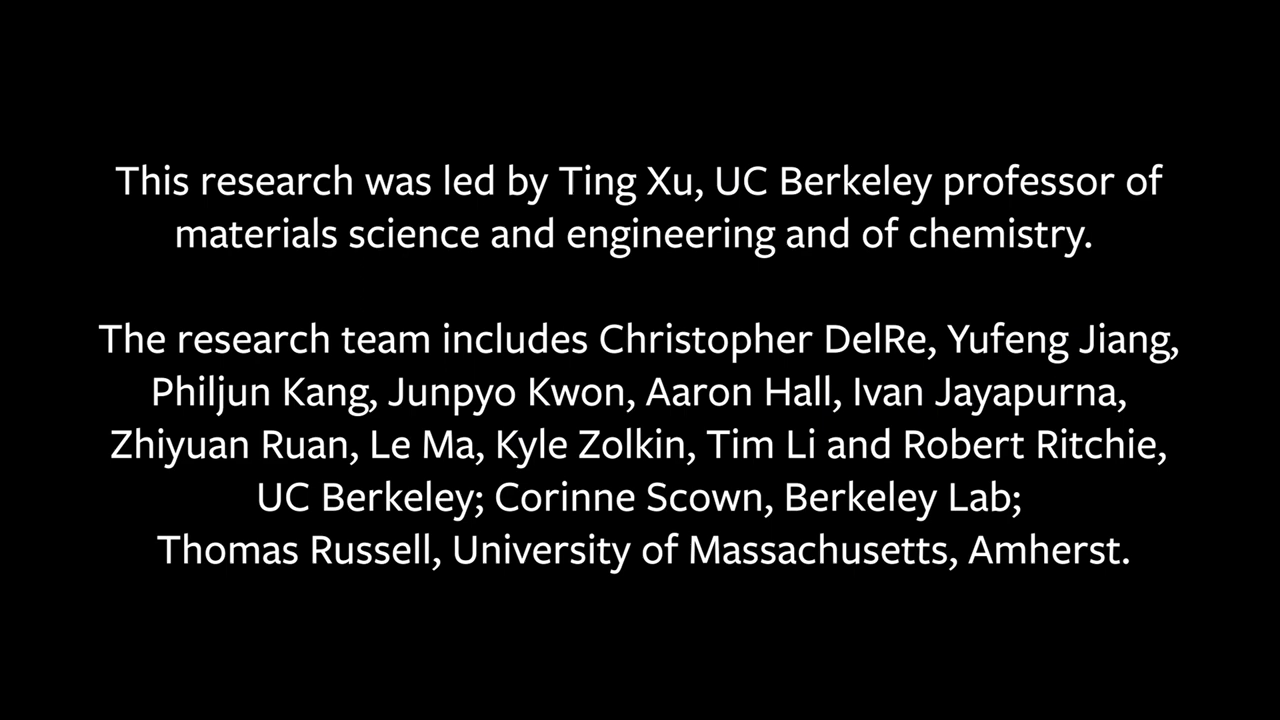 This research was led by Ting Xu, UC Berkeley professor of
materials science and engineering and of chemistry.
The research team includes Christopher DelRe, Yufeng Jiang,
Philjun Kang, Junpyo Kwon, Aaron Hall, Ivan Jayapurna,
Zhiyuan Ruan, Le Ma, Kyle Zolkin, Tim Li and Robert Ritchie,
UC Berkeley; Corinne Scown, Berkeley Lab;
Thomas Russell, University of Massachusetts, Amherst.